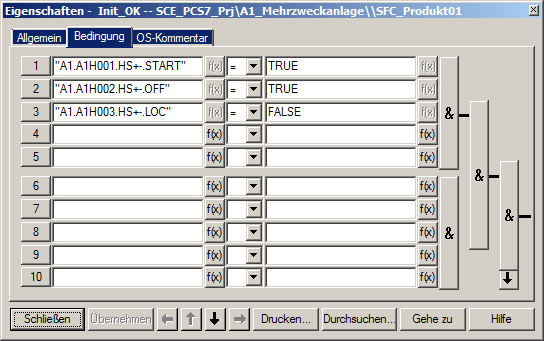 Eigenschaften - Init_OK -- SCE_PCS7_Prj\A1_Mehrzweckanlage\\SFC_Produkt01
Allgemein Bedingung OS-Kommentar
1 "A1.A1H001.HS+-.START" f(x) = TRUE f(x)
2 "A1.A1H002.HS+-.OFF" f(x) = TRUE f(x)
3 "A1.A1H003.HS+-.LOC" f(x) = FALSE f(x)
&
4 f(x) f(x)
5 f(x) f(x)
&
6 f(x) f(x)
7 f(x) f(x)
&
8 f(x) f(x)
&
9 f(x) f(x)
10 f(x) f(x)
Schließen Übernehmen Drucken... Durchsuchen... Gehe zu Hilfe